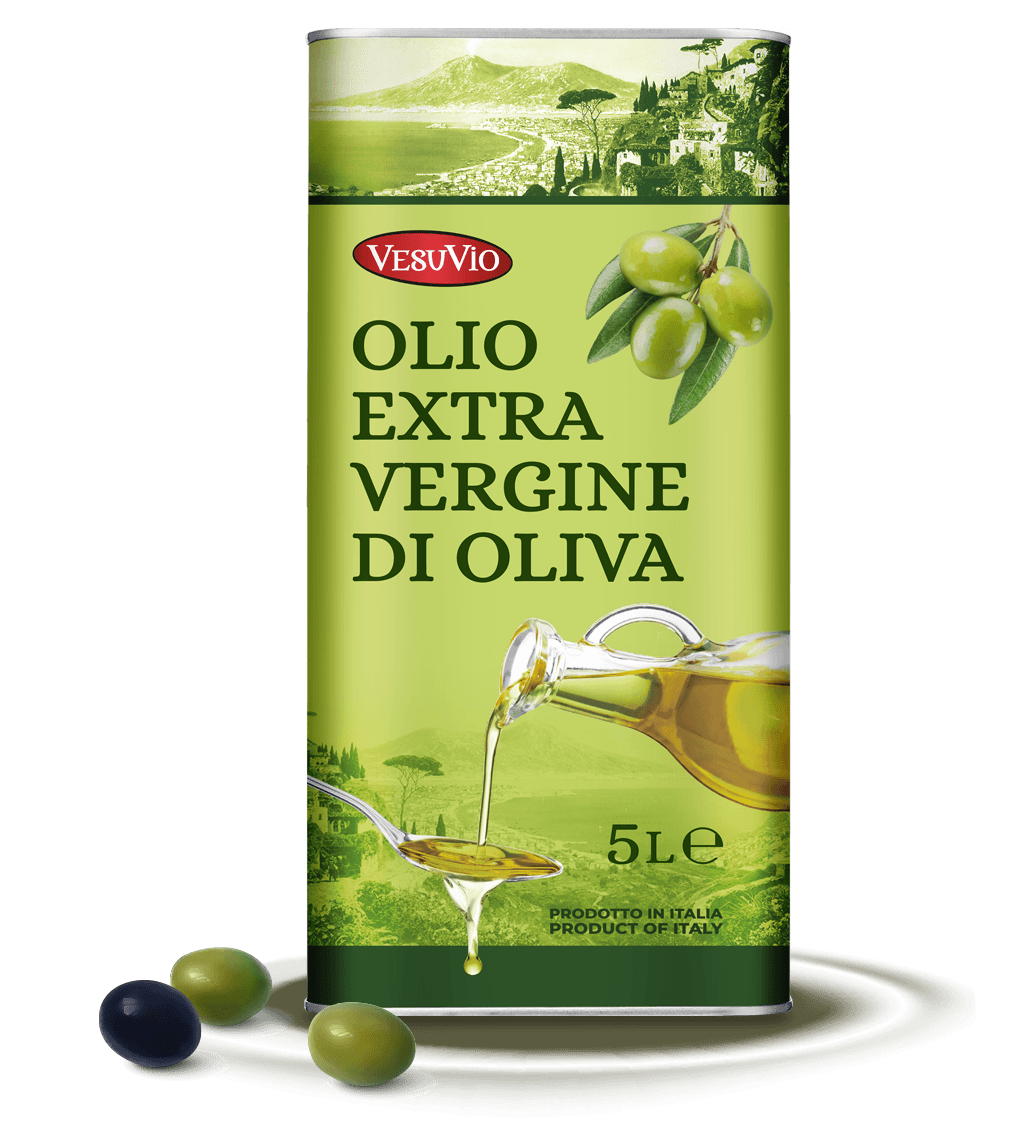 VESUVIO
OLIO
EXTRA
VERGINE
DI OLIVA
5L℮
PRODOTTO IN ITALIA
PRODUCT OF ITALY